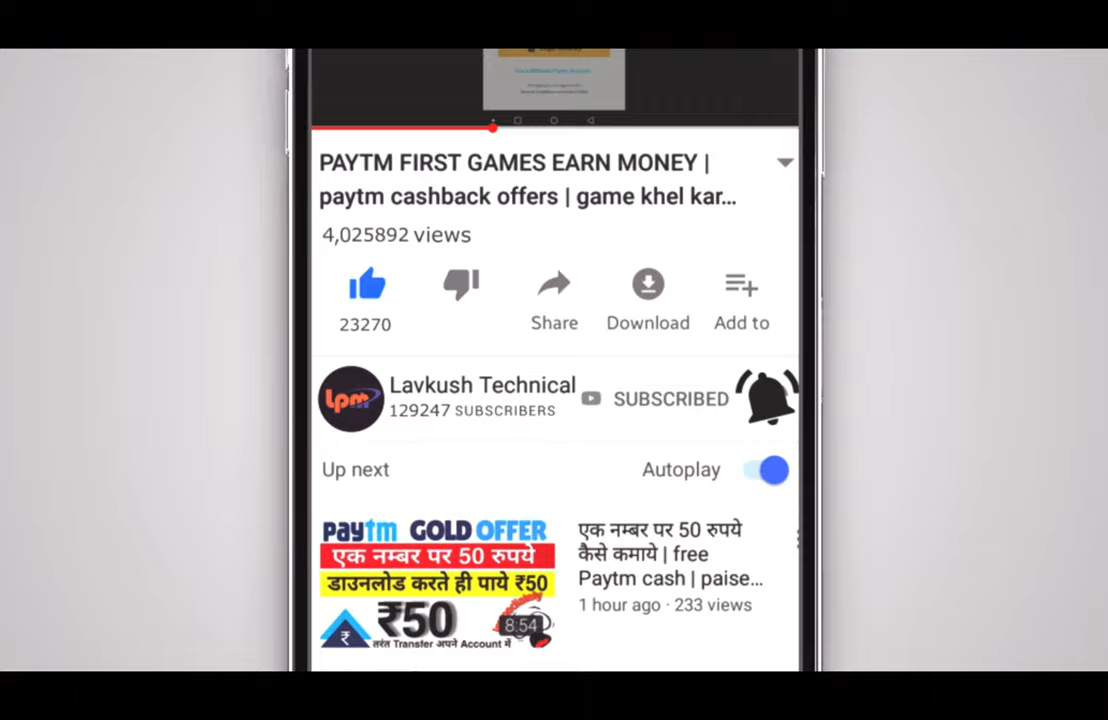 PAYTM FIRST GAMES EARN MONEY |
paytm cashback offers | game khel kar...
4,025892 views
23270
Share
Download
Add to
lpm
Lavkush Technical
129247 SUBSCRIBERS
SUBSCRIBED
Up next
Autoplay
paytm GOLD OFFER
एक नम्बर पर 50 रुपये
डाउनलोड करते ही पाये ₹50
₹50
₹
immediately
8:54
तरंत Transfer अपने Account में
एक नम्बर पर 50 रुपये
कैसे कमाये | free
Paytm cash | paise...
1 hour ago · 233 views